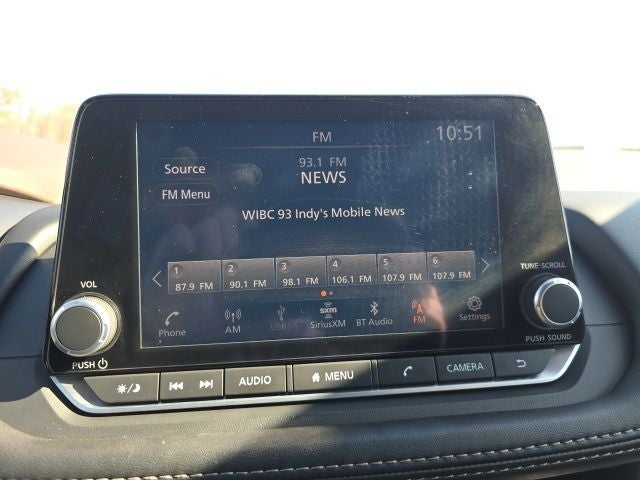 FM
10:51
Source
93.1 FM
NEWS
FM Menu
WIBC 93 Indy's Mobile News
1 2 3 4 5 6
87.9 FM 90.1 FM 98.1 FM 106.1 FM 107.9 FM 107.9 FM
Phone AM USB1 sxm SiriusXM BT Audio FM Settings
VOL
PUSH
TUNE·SCROLL
PUSH SOUND
AUDIO MENU CAMERA